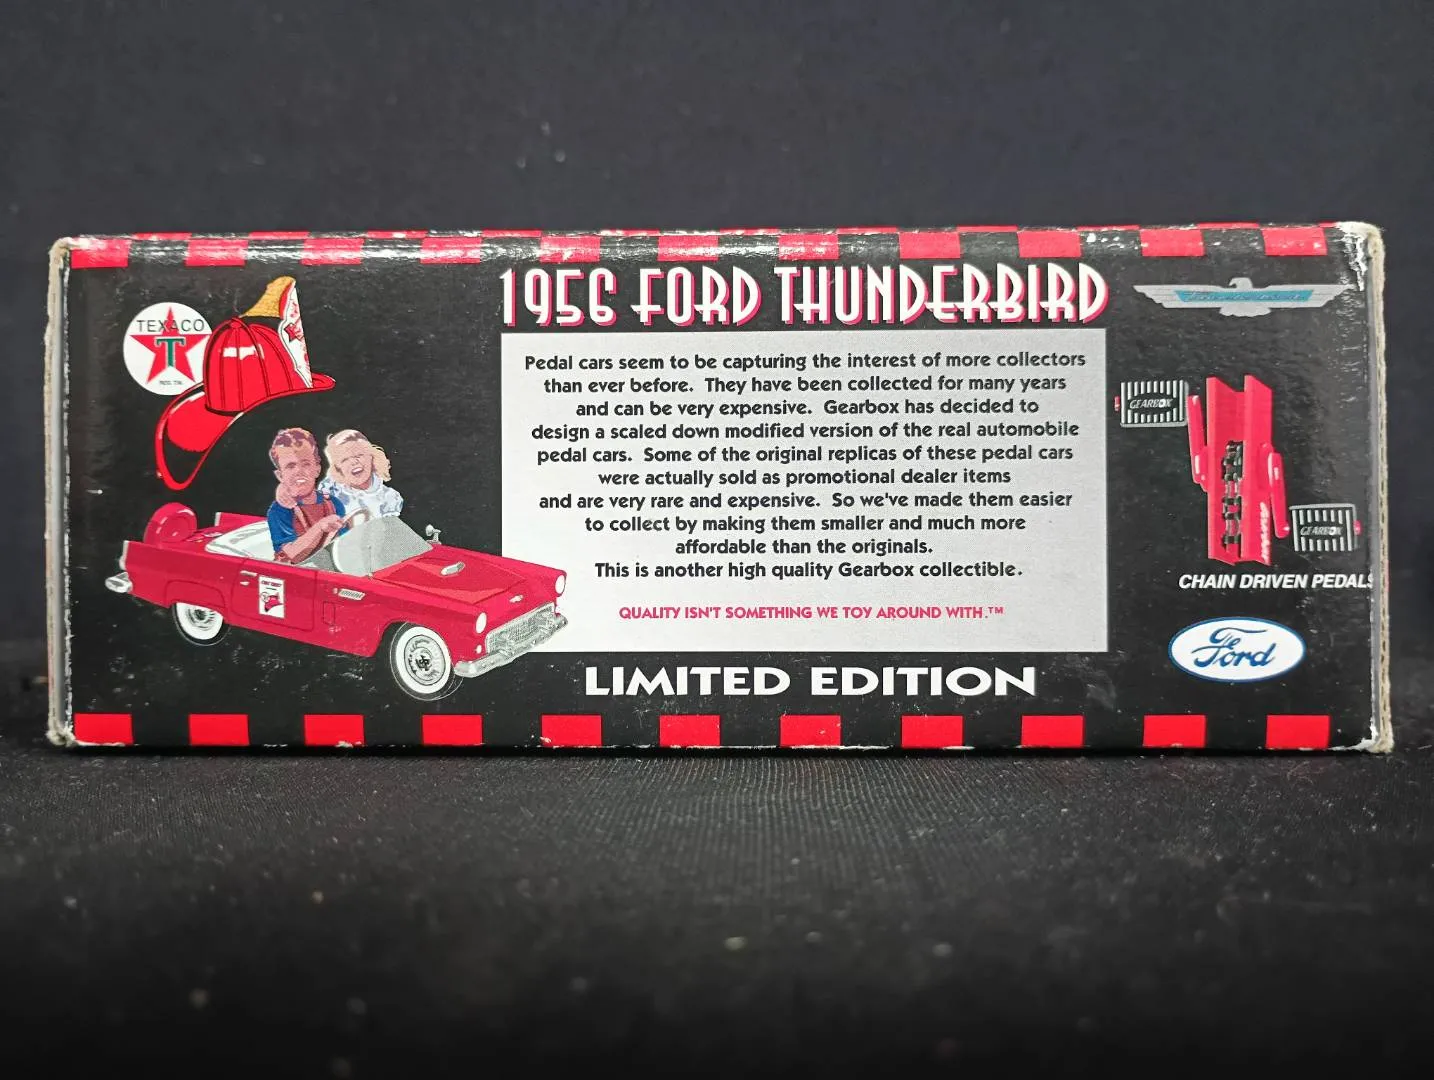 1956 FORD THUNDERBIRD
TEXACO
T
REG. T.M.
Pedal cars seem to be capturing the interest of more collectors
than ever before. They have been collected for many years
and can be very expensive. Gearbox has decided to
design a scaled down modified version of the real automobile
pedal cars. Some of the original replicas of these pedal cars
were actually sold as promotional dealer items
and are very rare and expensive. So we've made them easier
to collect by making them smaller and much more
affordable than the originals.
This is another high quality Gearbox collectible.
QUALITY ISN'T SOMETHING WE TOY AROUND WITH.™
LIMITED EDITION
GEARBOX
GEARBOX
CHAIN DRIVEN PEDALS
Ford